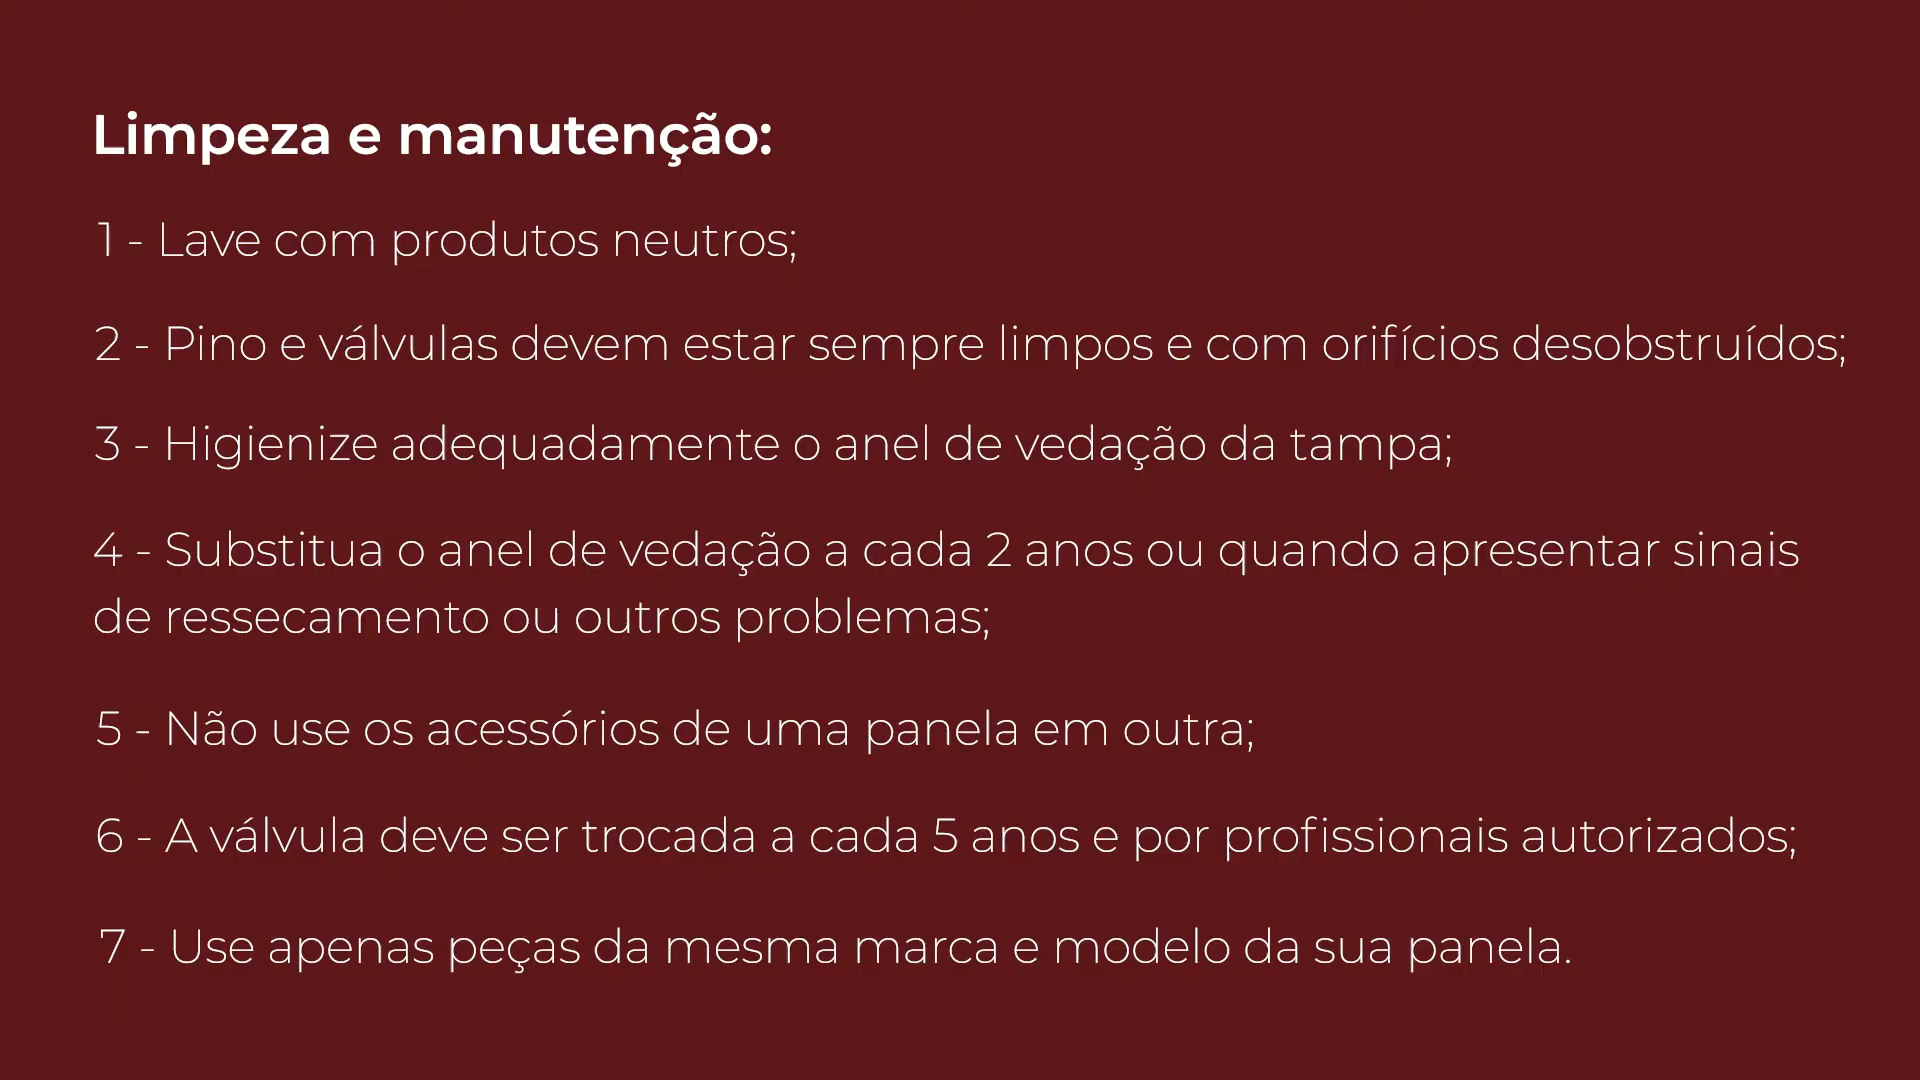 Limpeza e manutenção:
1 - Lave com produtos neutros;
2 - Pino e válvulas devem estar sempre limpos e com orifícios desobstruídos;
3 - Higienize adequadamente o anel de vedação da tampa;
4 - Substitua o anel de vedação a cada 2 anos ou quando apresentar sinais
de ressecamento ou outros problemas;
5 - Não use os acessórios de uma panela em outra;
6 - A válvula deve ser trocada a cada 5 anos e por profissionais autorizados;
7 - Use apenas peças da mesma marca e modelo da sua panela.